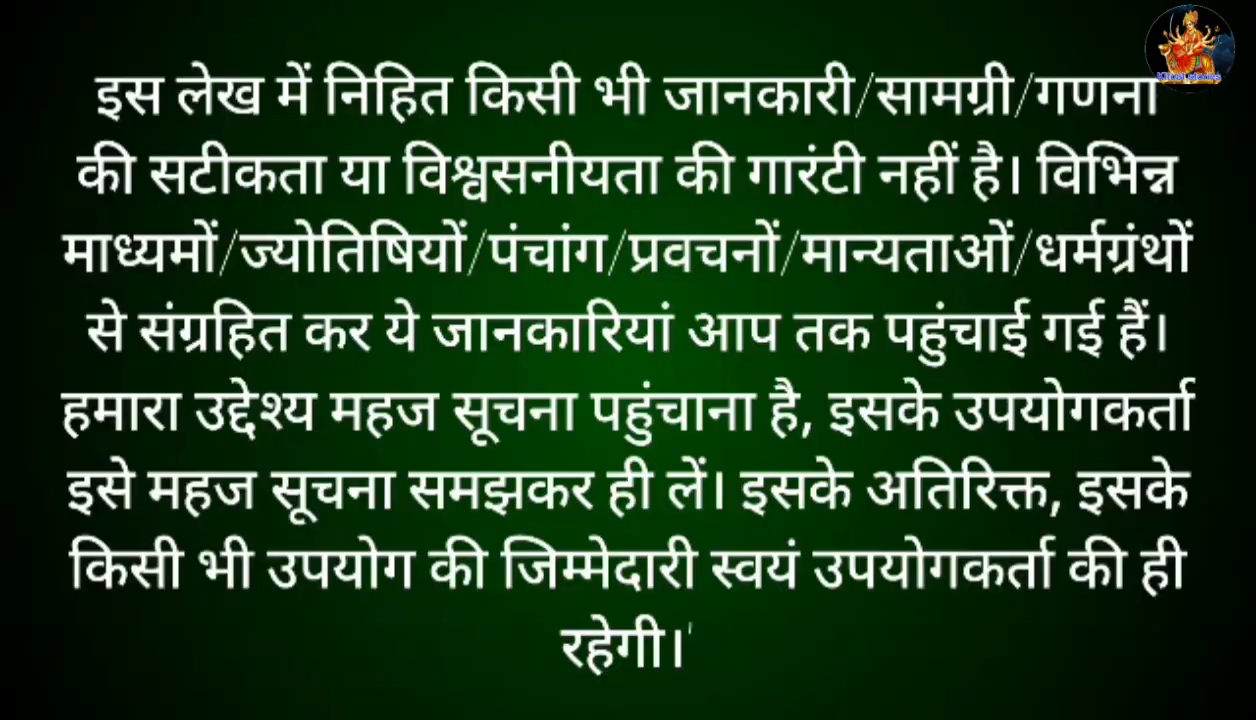 इस लेख में निहित किसी भी जानकारी/सामग्री/गणना
की सटीकता या विश्वसनीयता की गारंटी नहीं है। विभिन्न
माध्यमों/ज्योतिषियों/पंचांग/प्रवचनों/मान्यताओं/धर्मग्रंथों
से संग्रहित कर ये जानकारियां आप तक पहुंचाई गई हैं।
हमारा उद्देश्य महज सूचना पहुंचाना है, इसके उपयोगकर्ता
इसे महज सूचना समझकर ही लें। इसके अतिरिक्त, इसके
किसी भी उपयोग की जिम्मेदारी स्वयं उपयोगकर्ता की ही
रहेगी।'